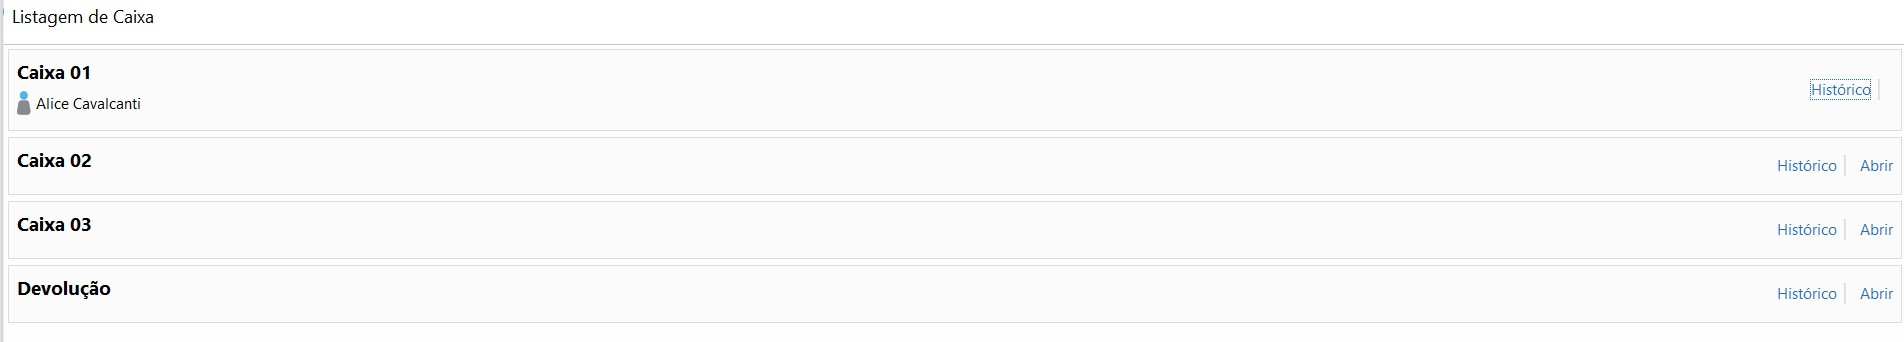 Listagem de Caixa
Caixa 01
Alice Cavalcanti
Histórico
Caixa 02
Histórico Abrir
Caixa 03
Histórico Abrir
Devolução
Histórico Abrir